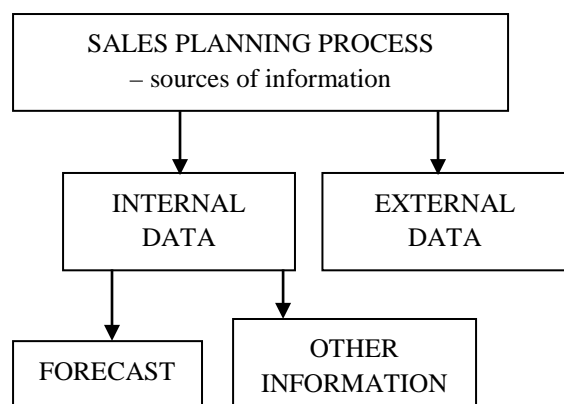 SALES PLANNING PROCESS
– sources of information
INTERNAL
DATA
EXTERNAL
DATA
FORECAST
OTHER
INFORMATION